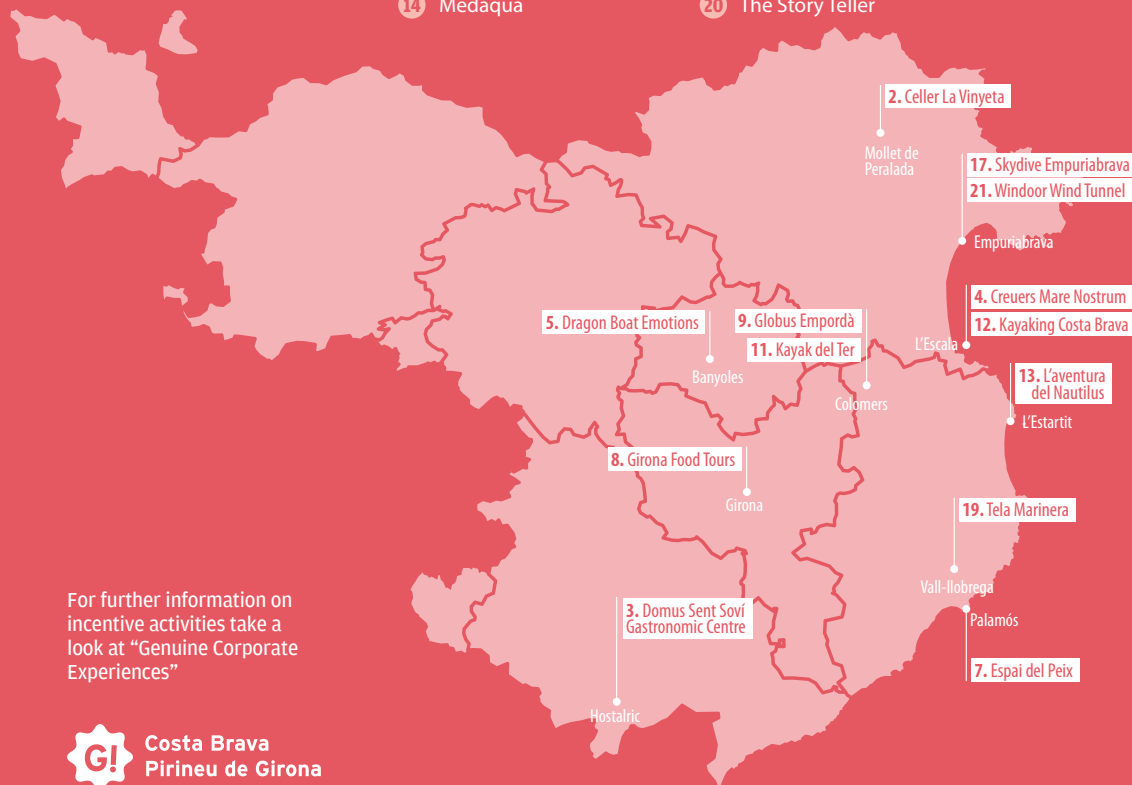 14 Medaqua
20 The Story Teller
2. Celler La Vinyeta
Mollet de
Peralada
17. Skydive Empuriabrava
21. Windoor Wind Tunnel
Empuriabrava
4. Creuers Mare Nostrum
12. Kayaking Costa Brava
L'Escala
5. Dragon Boat Emotions
Banyoles
9. Globus Empordà
11. Kayak del Ter
Colomers
13. L'aventura
del Nautilus
L'Estartit
8. Girona Food Tours
Girona
19. Tela Marinera
Vall-llobrega
Palamós
7. Espai del Peix
3. Domus Sent Soví
Gastronomic Centre
Hostalric
For further information on
incentive activities take a
look at “Genuine Corporate
Experiences”
G!
Costa Brava
Pirineu de Girona